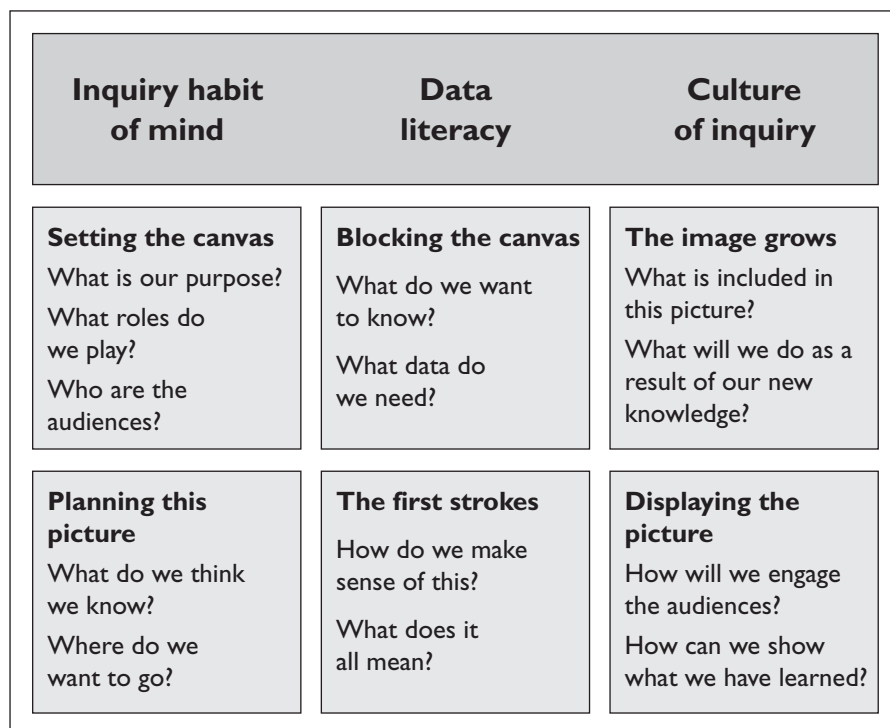 Inquiry habit
of mind
Data
literacy
Culture
of inquiry
Setting the canvas
What is our purpose?
What roles do
we play?
Who are the
audiences?
Blocking the canvas
What do we want
to know?
What data do
we need?
The image grows
What is included in
this picture?
What will we do as a
result of our new
knowledge?
Planning this
picture
What do we think
we know?
Where do we
want to go?
The first strokes
How do we make
sense of this?
What does it
all mean?
Displaying the
picture
How will we engage
the audiences?
How can we show
what we have learned?